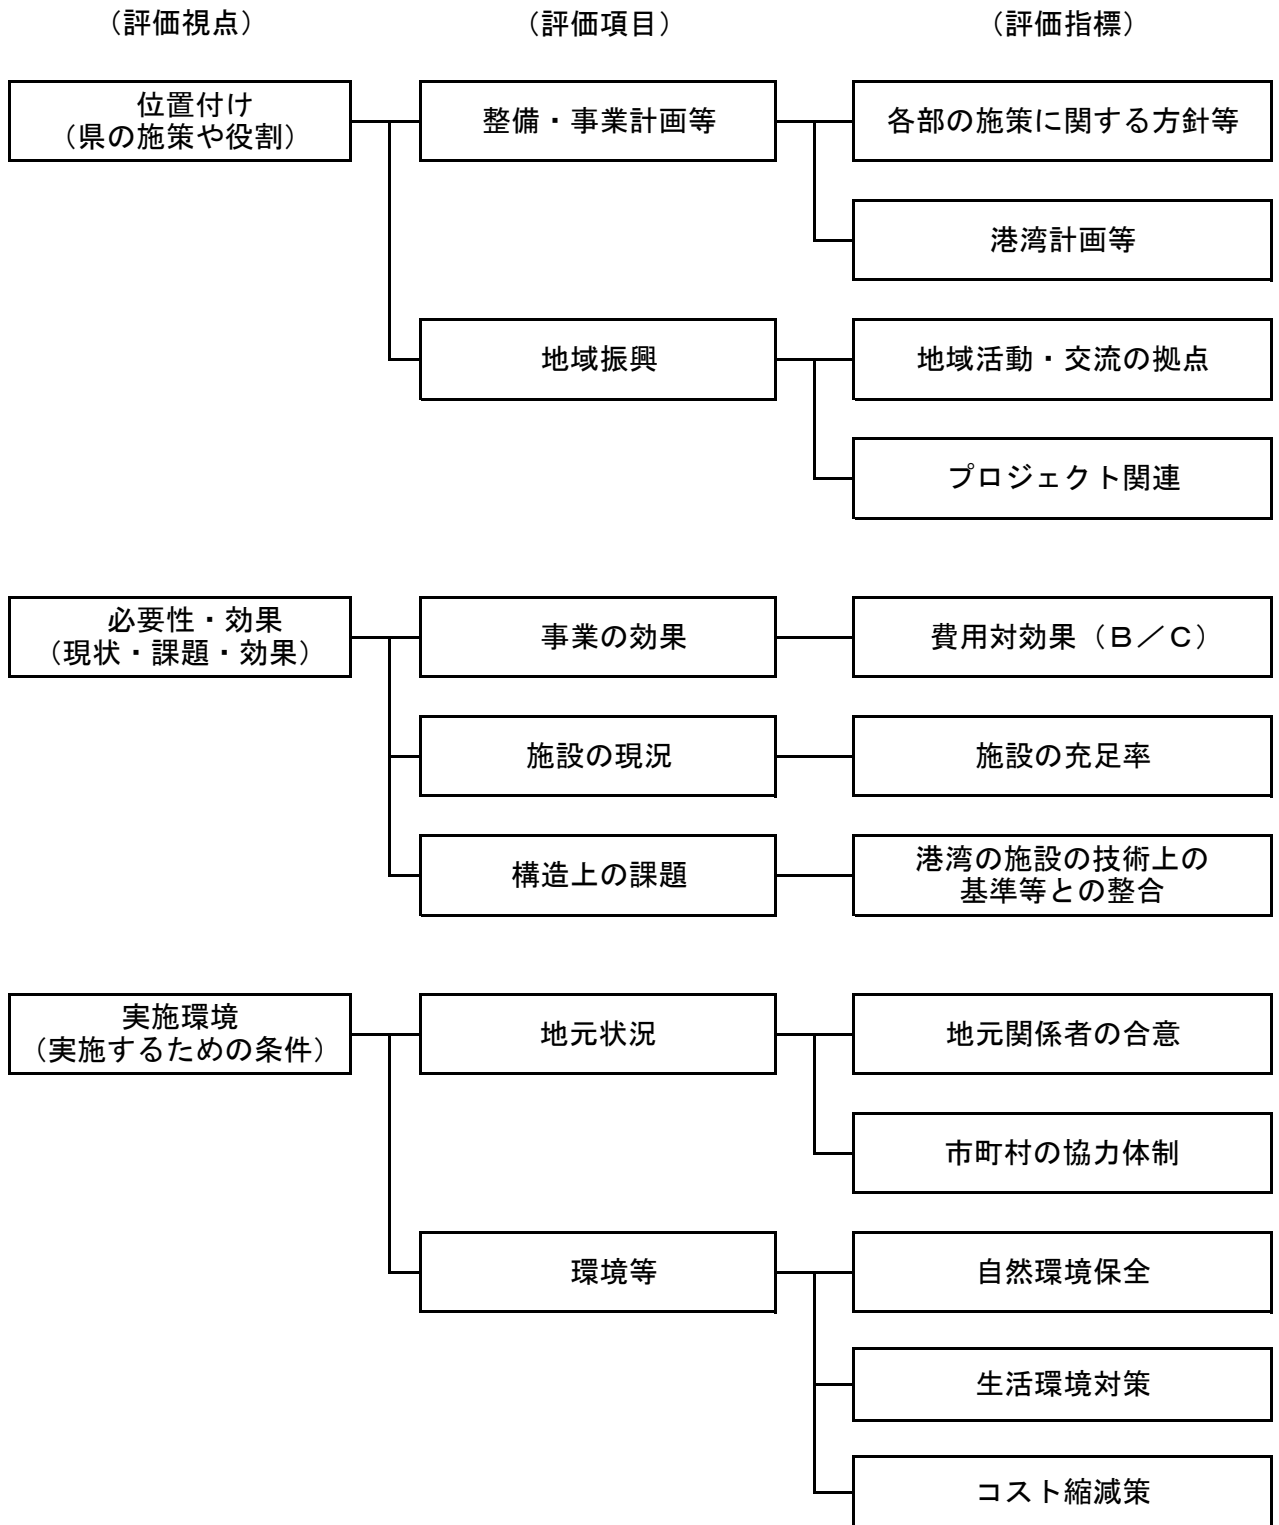 （評価視点）
（評価項目）
（評価指標）
位置付け
（県の施策や役割）
整備・事業計画等
各部の施策に関する方針等
港湾計画等
地域振興
地域活動・交流の拠点
プロジェクト関連
必要性・効果
（現状・課題・効果）
事業の効果
費用対効果（Ｂ／Ｃ）
施設の現況
施設の充足率
構造上の課題
港湾の施設の技術上の
基準等との整合
実施環境
（実施するための条件）
地元状況
地元関係者の合意
市町村の協力体制
環境等
自然環境保全
生活環境対策
コスト縮減策